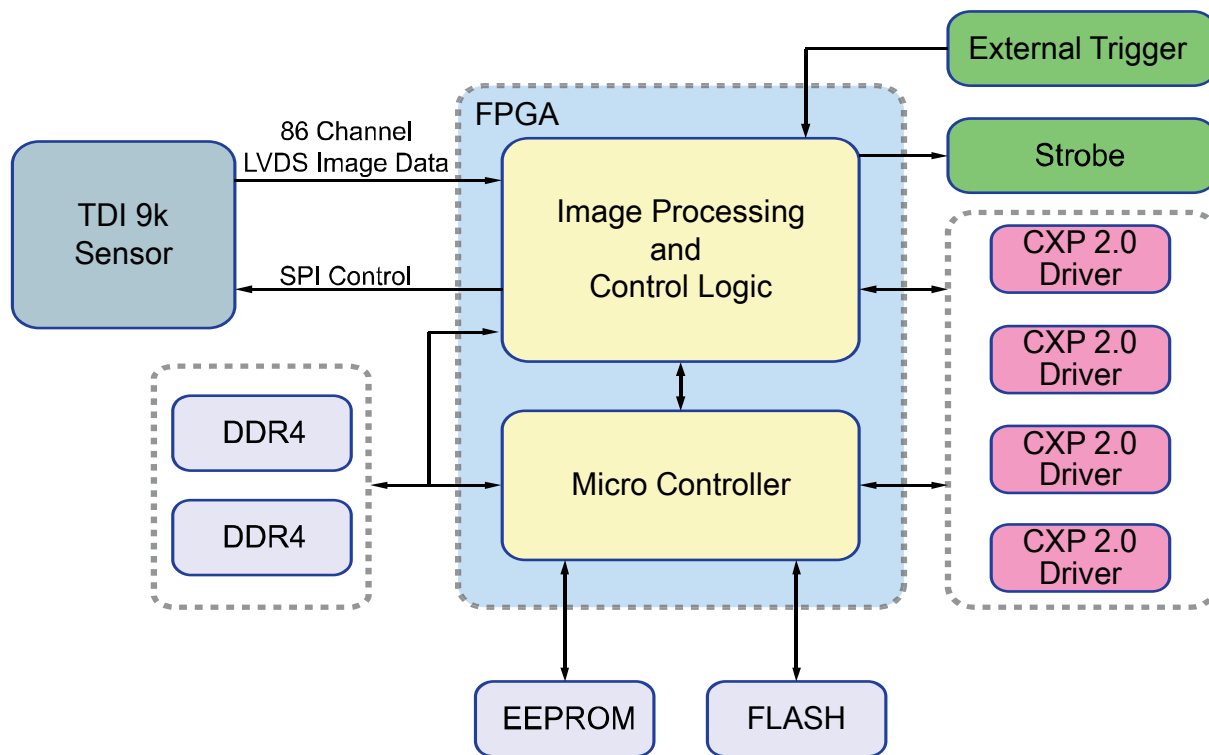 External Trigger
FPGA
86 Channel
LVDS Image Data
Strobe
TDI 9k
Sensor
Image Processing
and
Control Logic
CXP 2.0
Driver
SPI Control
CXP 2.0
Driver
DDR4
CXP 2.0
Driver
Micro Controller
DDR4
CXP 2.0
Driver
EEPROM
FLASH